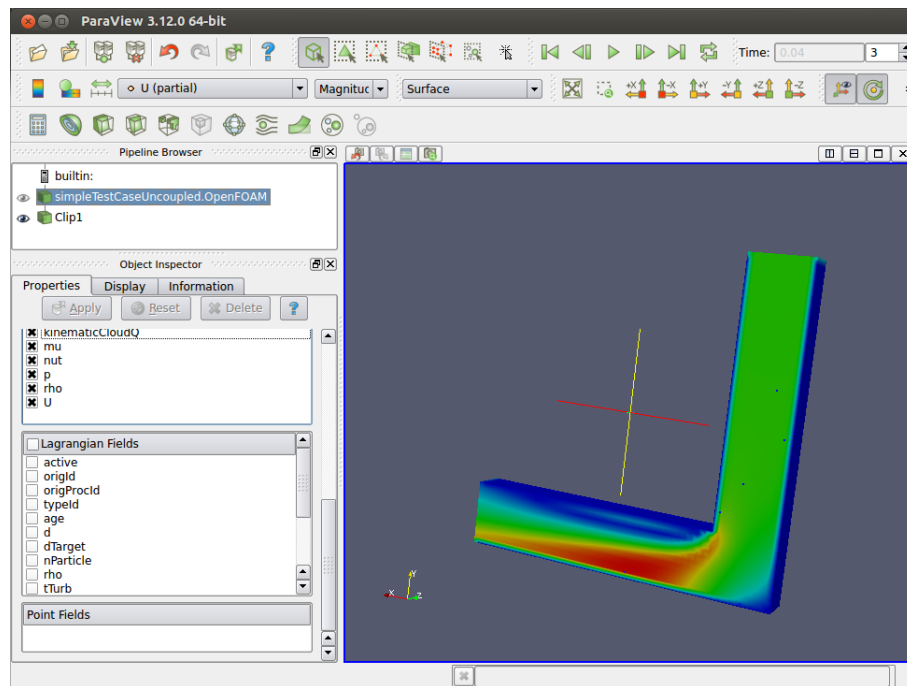 ParaView 3.12.0 64-bit
Time: 0.04 3
U (partial) Magnituc Surface
+X -X +Y -Y +Z -Z
Pipeline Browser
builtin:
simpleTestCaseUncoupled.OpenFOAM
Clip1
Object Inspector
Properties Display Information
Apply Reset Delete ?
kinematicCloudQ
mu
nut
p
rho
U
Lagrangian Fields
active
origId
origProcId
typeId
age
d
dTarget
nParticle
rho
tTurb
Point Fields
Y
X Z